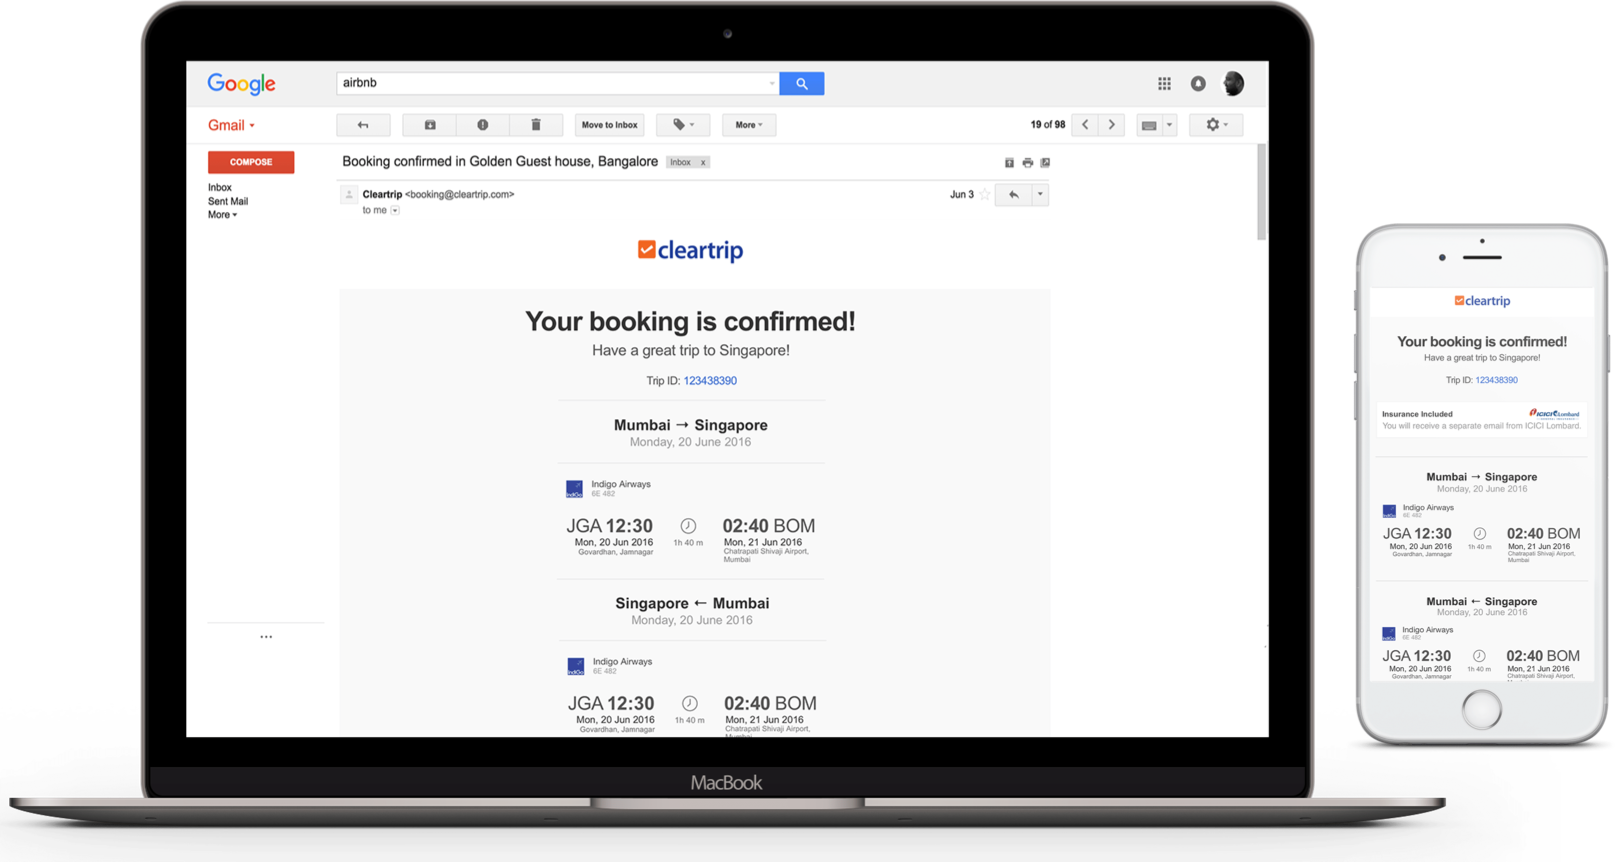 Google
airbnb
Gmail
Move to Inbox
More
19 of 98
COMPOSE
Inbox
Sent Mail
More
Booking confirmed in Golden Guest house, Bangalore
Inbox x
Cleartrip <booking@cleartrip.com>
to me
Jun 3
cleartrip
Your booking is confirmed!
Have a great trip to Singapore!
Trip ID: 123438390
Mumbai → Singapore
Monday, 20 June 2016
IndiGo
Indigo Airways
6E 482
JGA 12:30
Mon, 20 Jun 2016
Govardhan, Jamnagar
1h 40 m
02:40 BOM
Mon, 21 Jun 2016
Chatrapati Shivaji Airport,
Mumbai
Singapore ← Mumbai
Monday, 20 June 2016
IndiGo
Indigo Airways
6E 482
JGA 12:30
Mon, 20 Jun 2016
Govardhan, Jamnagar
1h 40 m
02:40 BOM
Mon, 21 Jun 2016
Chatrapati Shivaji Airport,
Mumbai
MacBook
cleartrip
Your booking is confirmed!
Have a great trip to Singapore!
Trip ID: 123438390
Insurance Included
ICICI Lombard
You will receive a separate email from ICICI Lombard.
Mumbai → Singapore
Monday, 20 June 2016
Indigo Airways
6E 482
JGA 12:30
Mon, 20 Jun 2016
Govardhan, Jamnagar
1h 40 m
02:40 BOM
Mon, 21 Jun 2016
Chatrapati Shivaji Airport,
Mumbai
Mumbai ← Singapore
Monday, 20 June 2016
Indigo Airways
6E 482
JGA 12:30
Mon, 20 Jun 2016
Govardhan, Jamnagar
1h 40 m
02:40 BOM
Mon, 21 Jun 2016
Chatrapati Shivaji Airport,